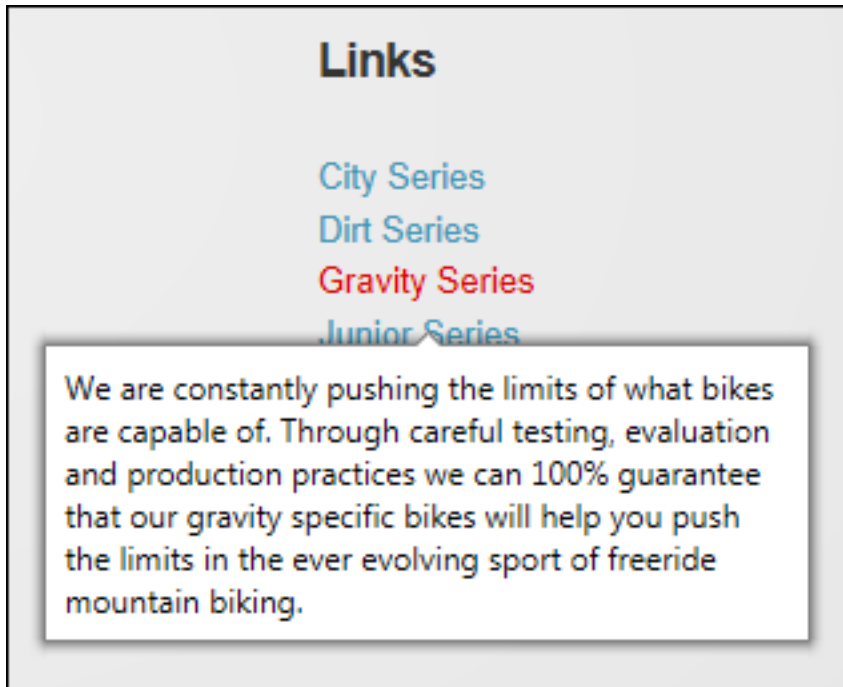 Links
City Series
Dirt Series
Gravity Series
Junior Series
We are constantly pushing the limits of what bikes
are capable of. Through careful testing, evaluation
and production practices we can 100% guarantee
that our gravity specific bikes will help you push
the limits in the ever evolving sport of freeride
mountain biking.